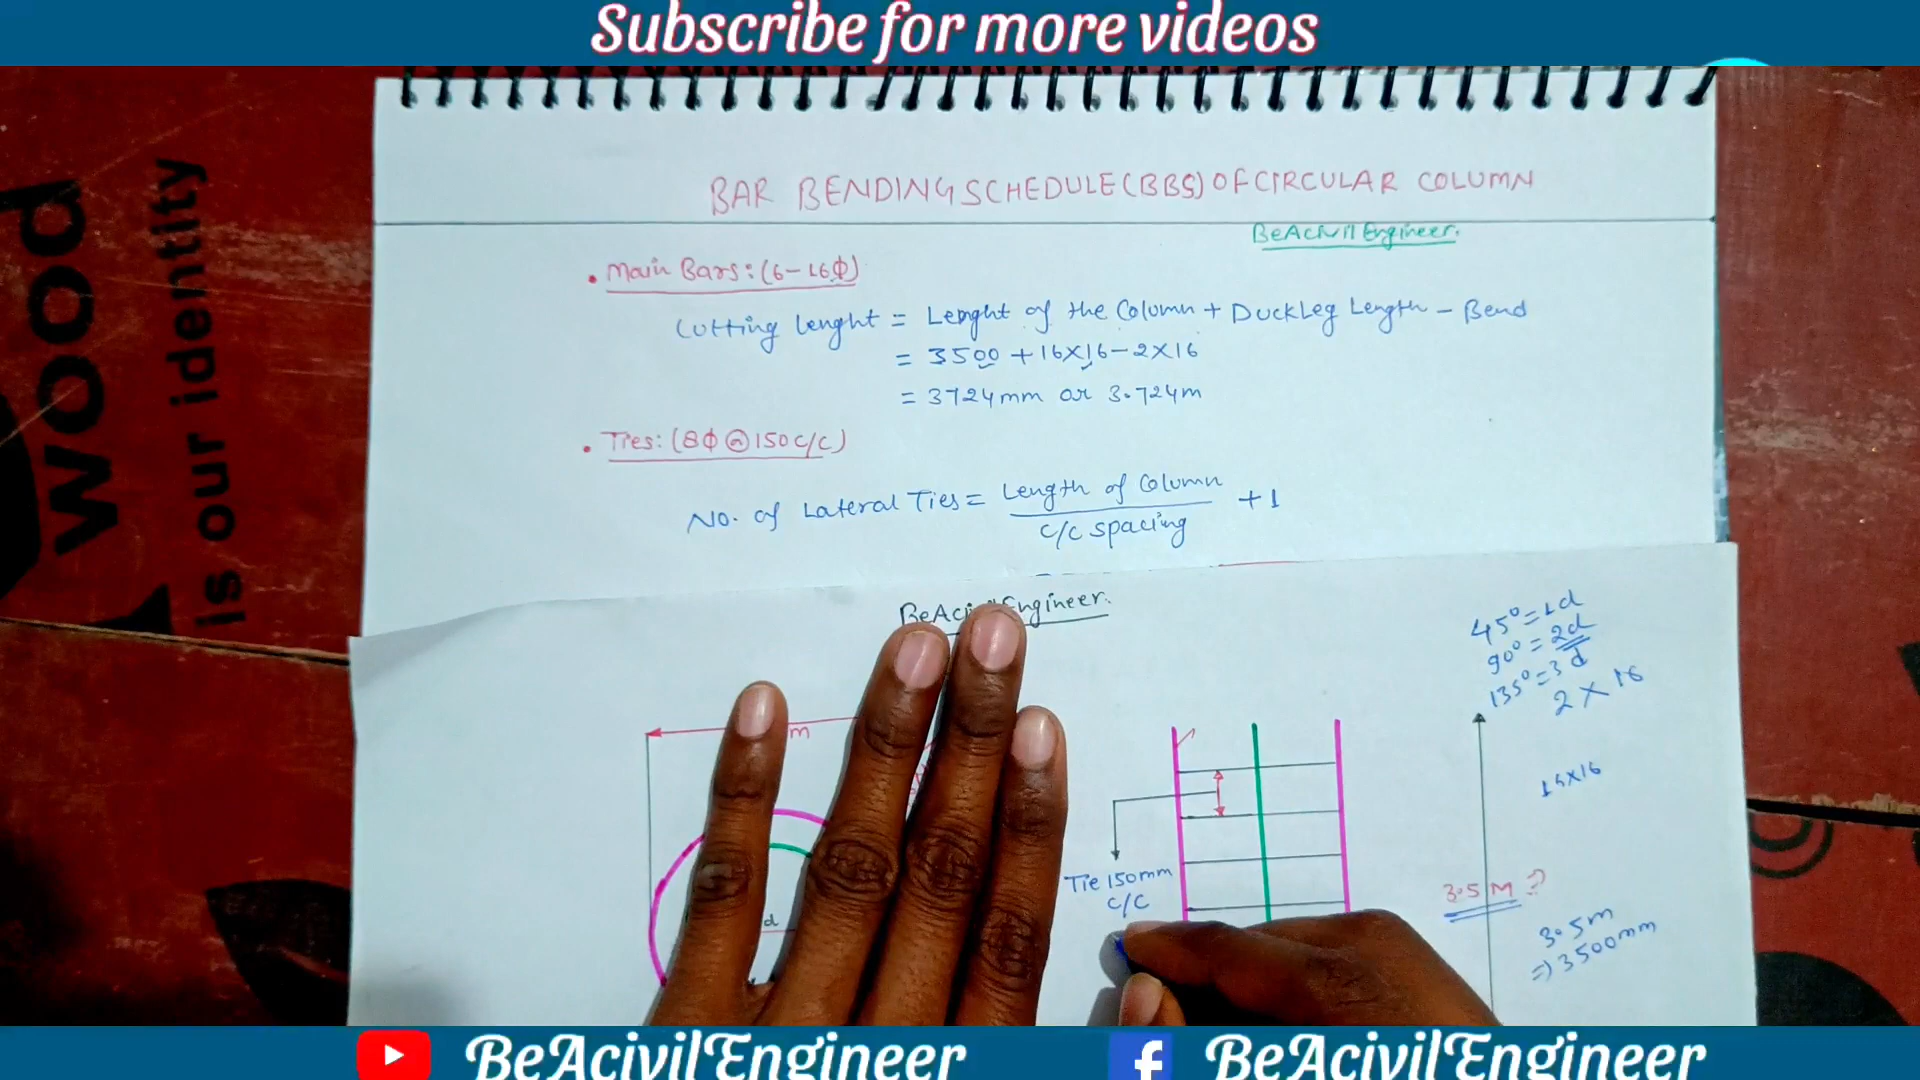 Subscribe for more videos
wood
is our identity
BAR BENDING SCHEDULE (BBS) OF CIRCULAR COLUMN
BeAcivil Engineer.
• Main Bars: (6-16Φ)
Cutting lenght = Lenght of the Column + DuckLeg Length - Bend
= 3500 + 16×16 - 2×16
= 3724mm or 3.724m
• Ties: (8Φ@150 c/c)
No. of Lateral Ties = Length of Column / c/c spacing + 1
Engineer.
45° = 1d
90° = 2d
135° = 3d
2 × 16
m
16×16
Tie 150mm
C/C
d
3.5 M ?
3.5m
=) 3500mm
BeAcivilEngineer
BeAcivilEngineer